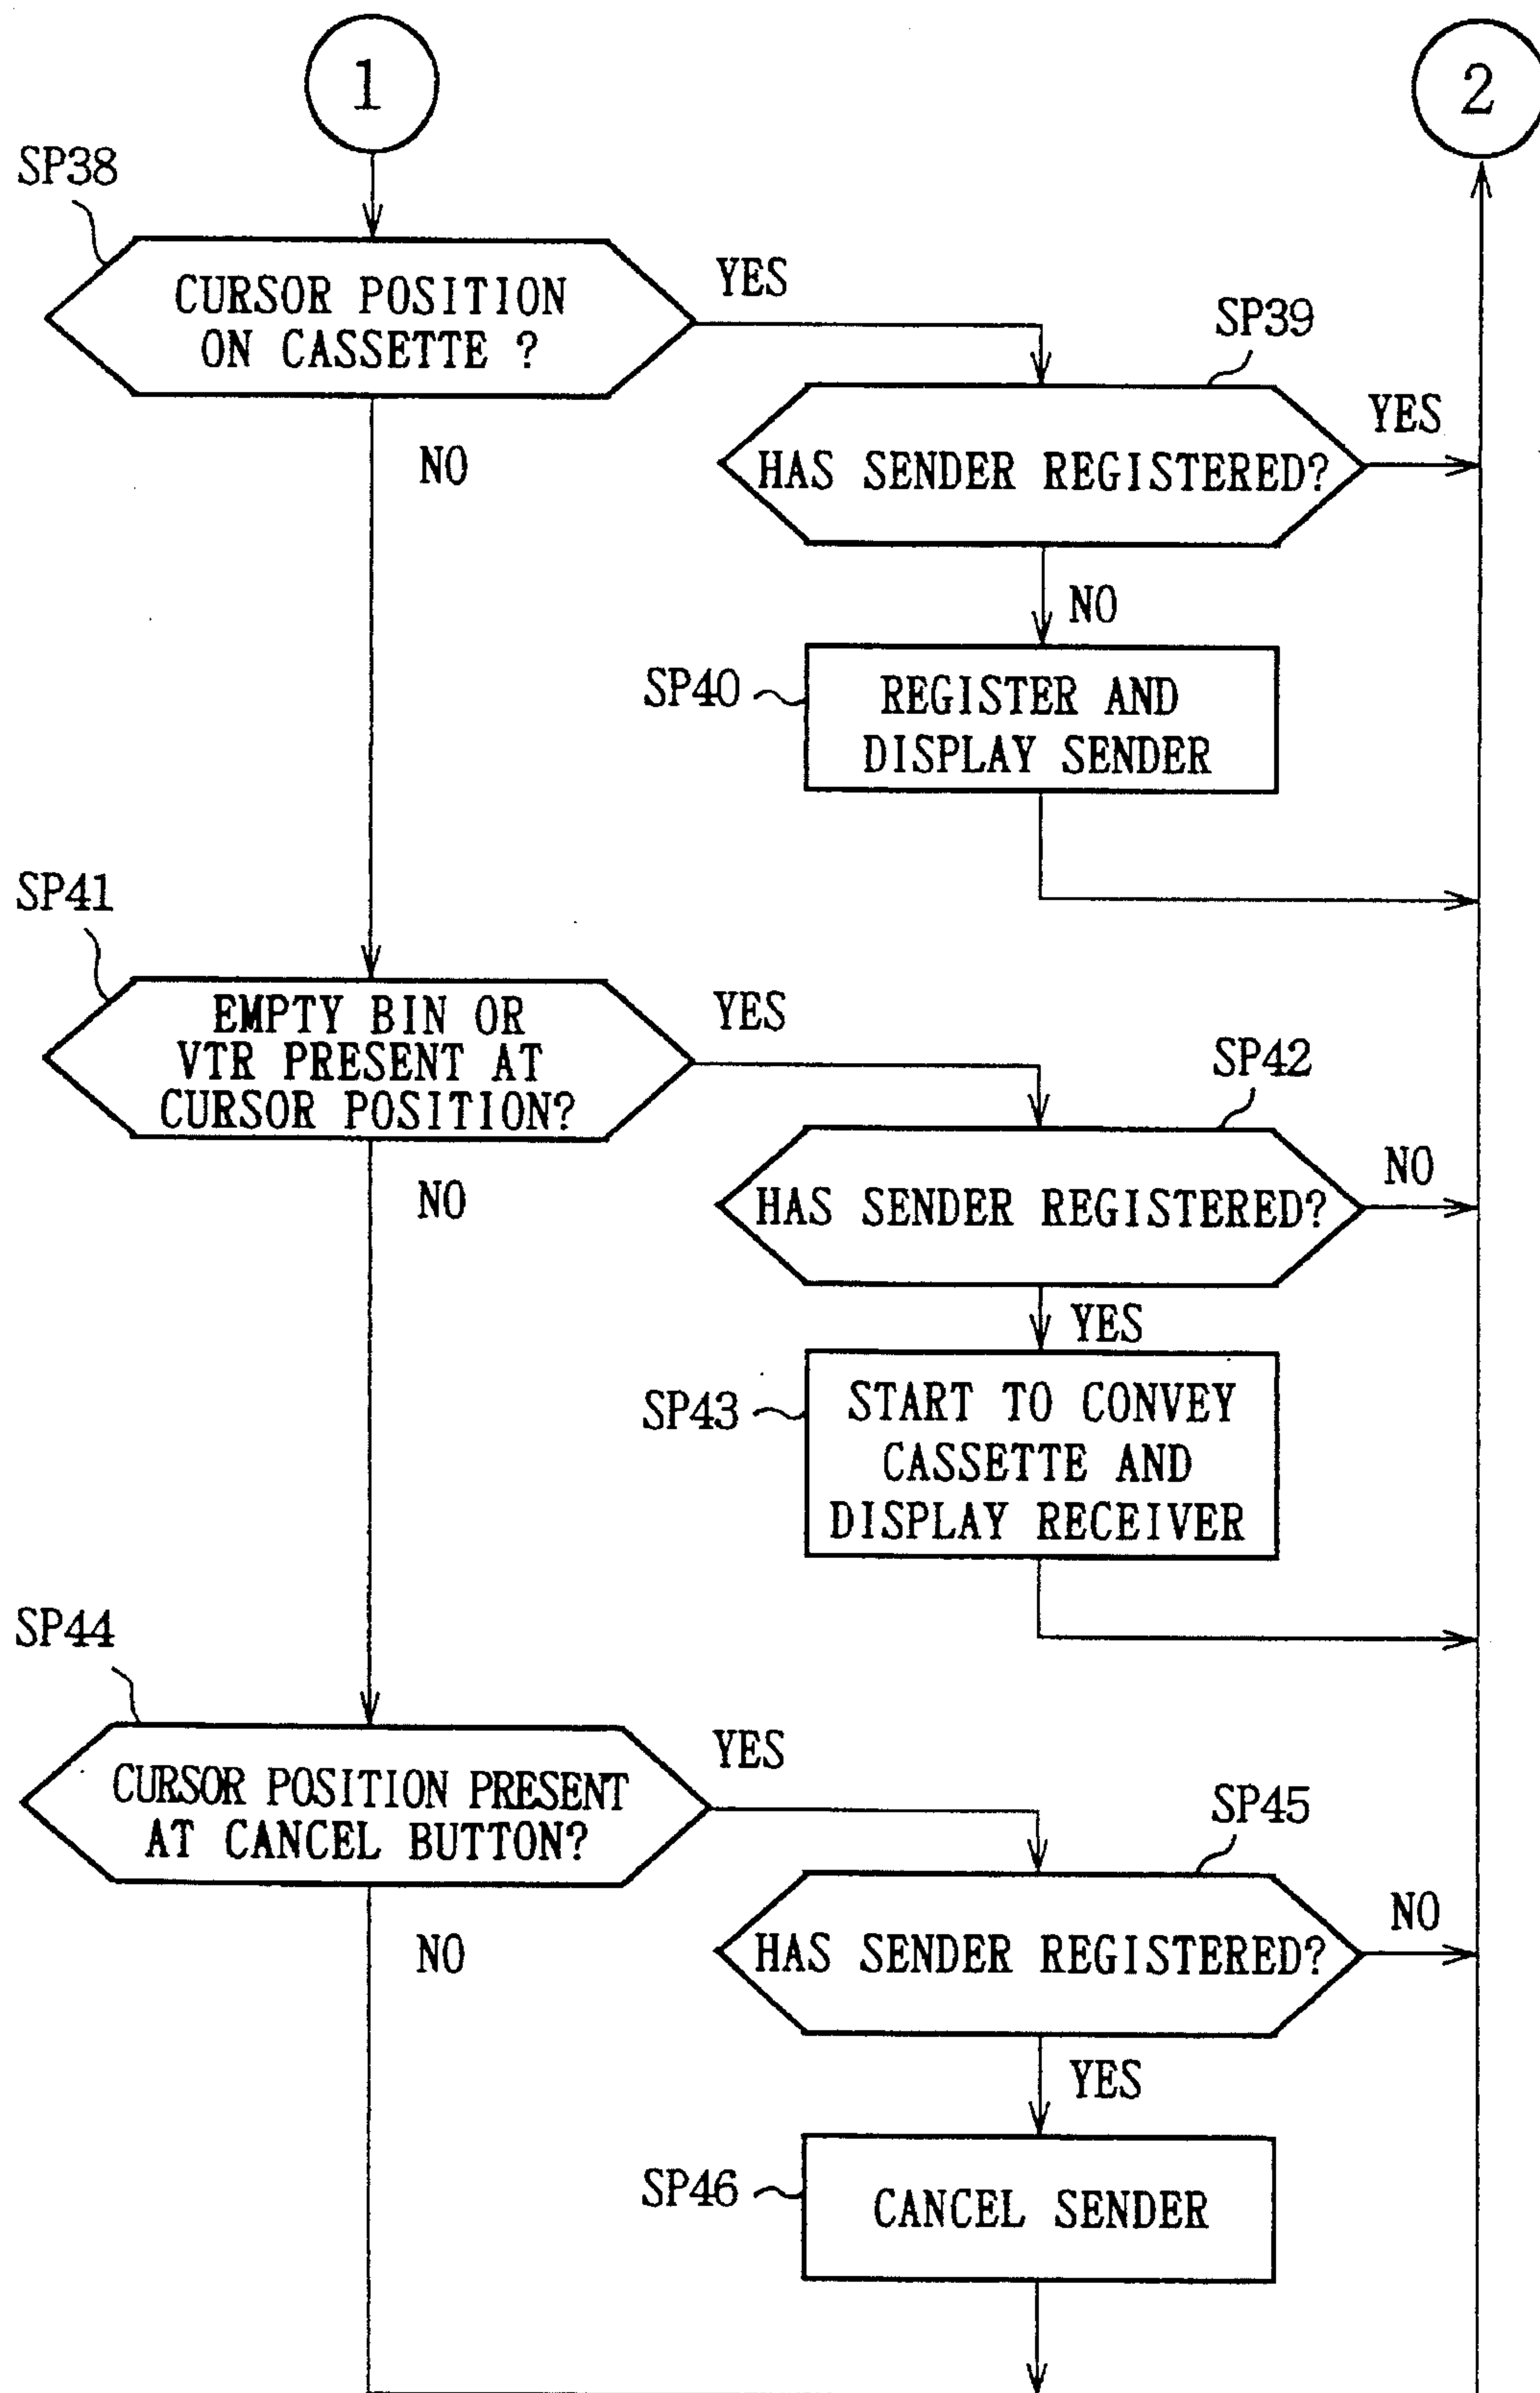 1
2
SP38
CURSOR POSITION
ON CASSETTE ?
YES
NO
SP39
HAS SENDER REGISTERED?
YES
NO
SP40
REGISTER AND
DISPLAY SENDER
SP41
EMPTY BIN OR
VTR PRESENT AT
CURSOR POSITION?
YES
NO
SP42
HAS SENDER REGISTERED?
NO
YES
SP43
START TO CONVEY
CASSETTE AND
DISPLAY RECEIVER
SP44
CURSOR POSITION PRESENT
AT CANCEL BUTTON?
YES
NO
SP45
HAS SENDER REGISTERED?
NO
YES
SP46
CANCEL SENDER